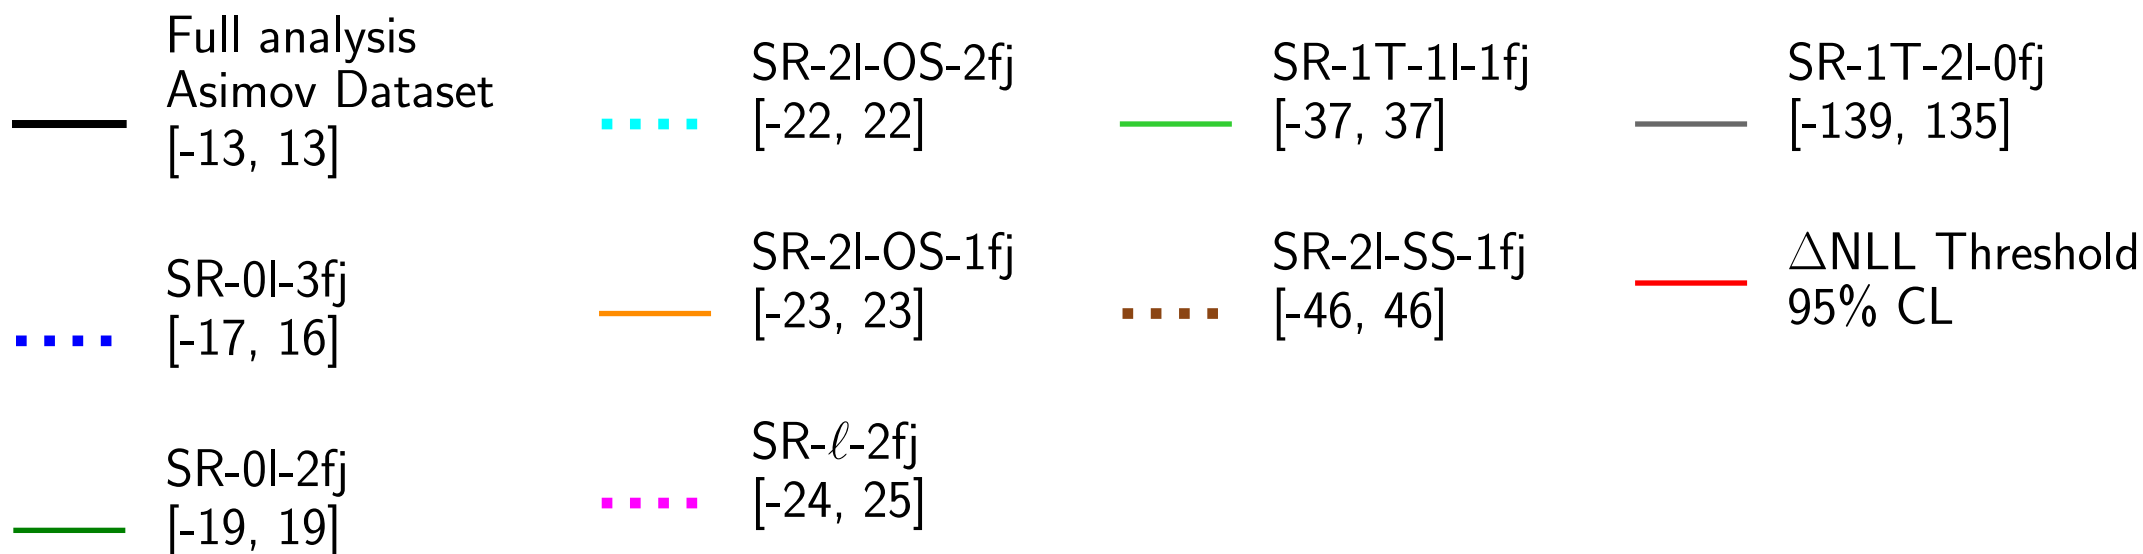 Full analysis
Asimov Dataset
[-13, 13]
SR-0l-3fj
[-17, 16]
SR-0l-2fj
[-19, 19]
SR-2l-OS-2fj
[-22, 22]
SR-2l-OS-1fj
[-23, 23]
SR-ℓ-2fj
[-24, 25]
SR-1T-1l-1fj
[-37, 37]
SR-2l-SS-1fj
[-46, 46]
SR-1T-2l-0fj
[-139, 135]
△NLL Threshold
95% CL